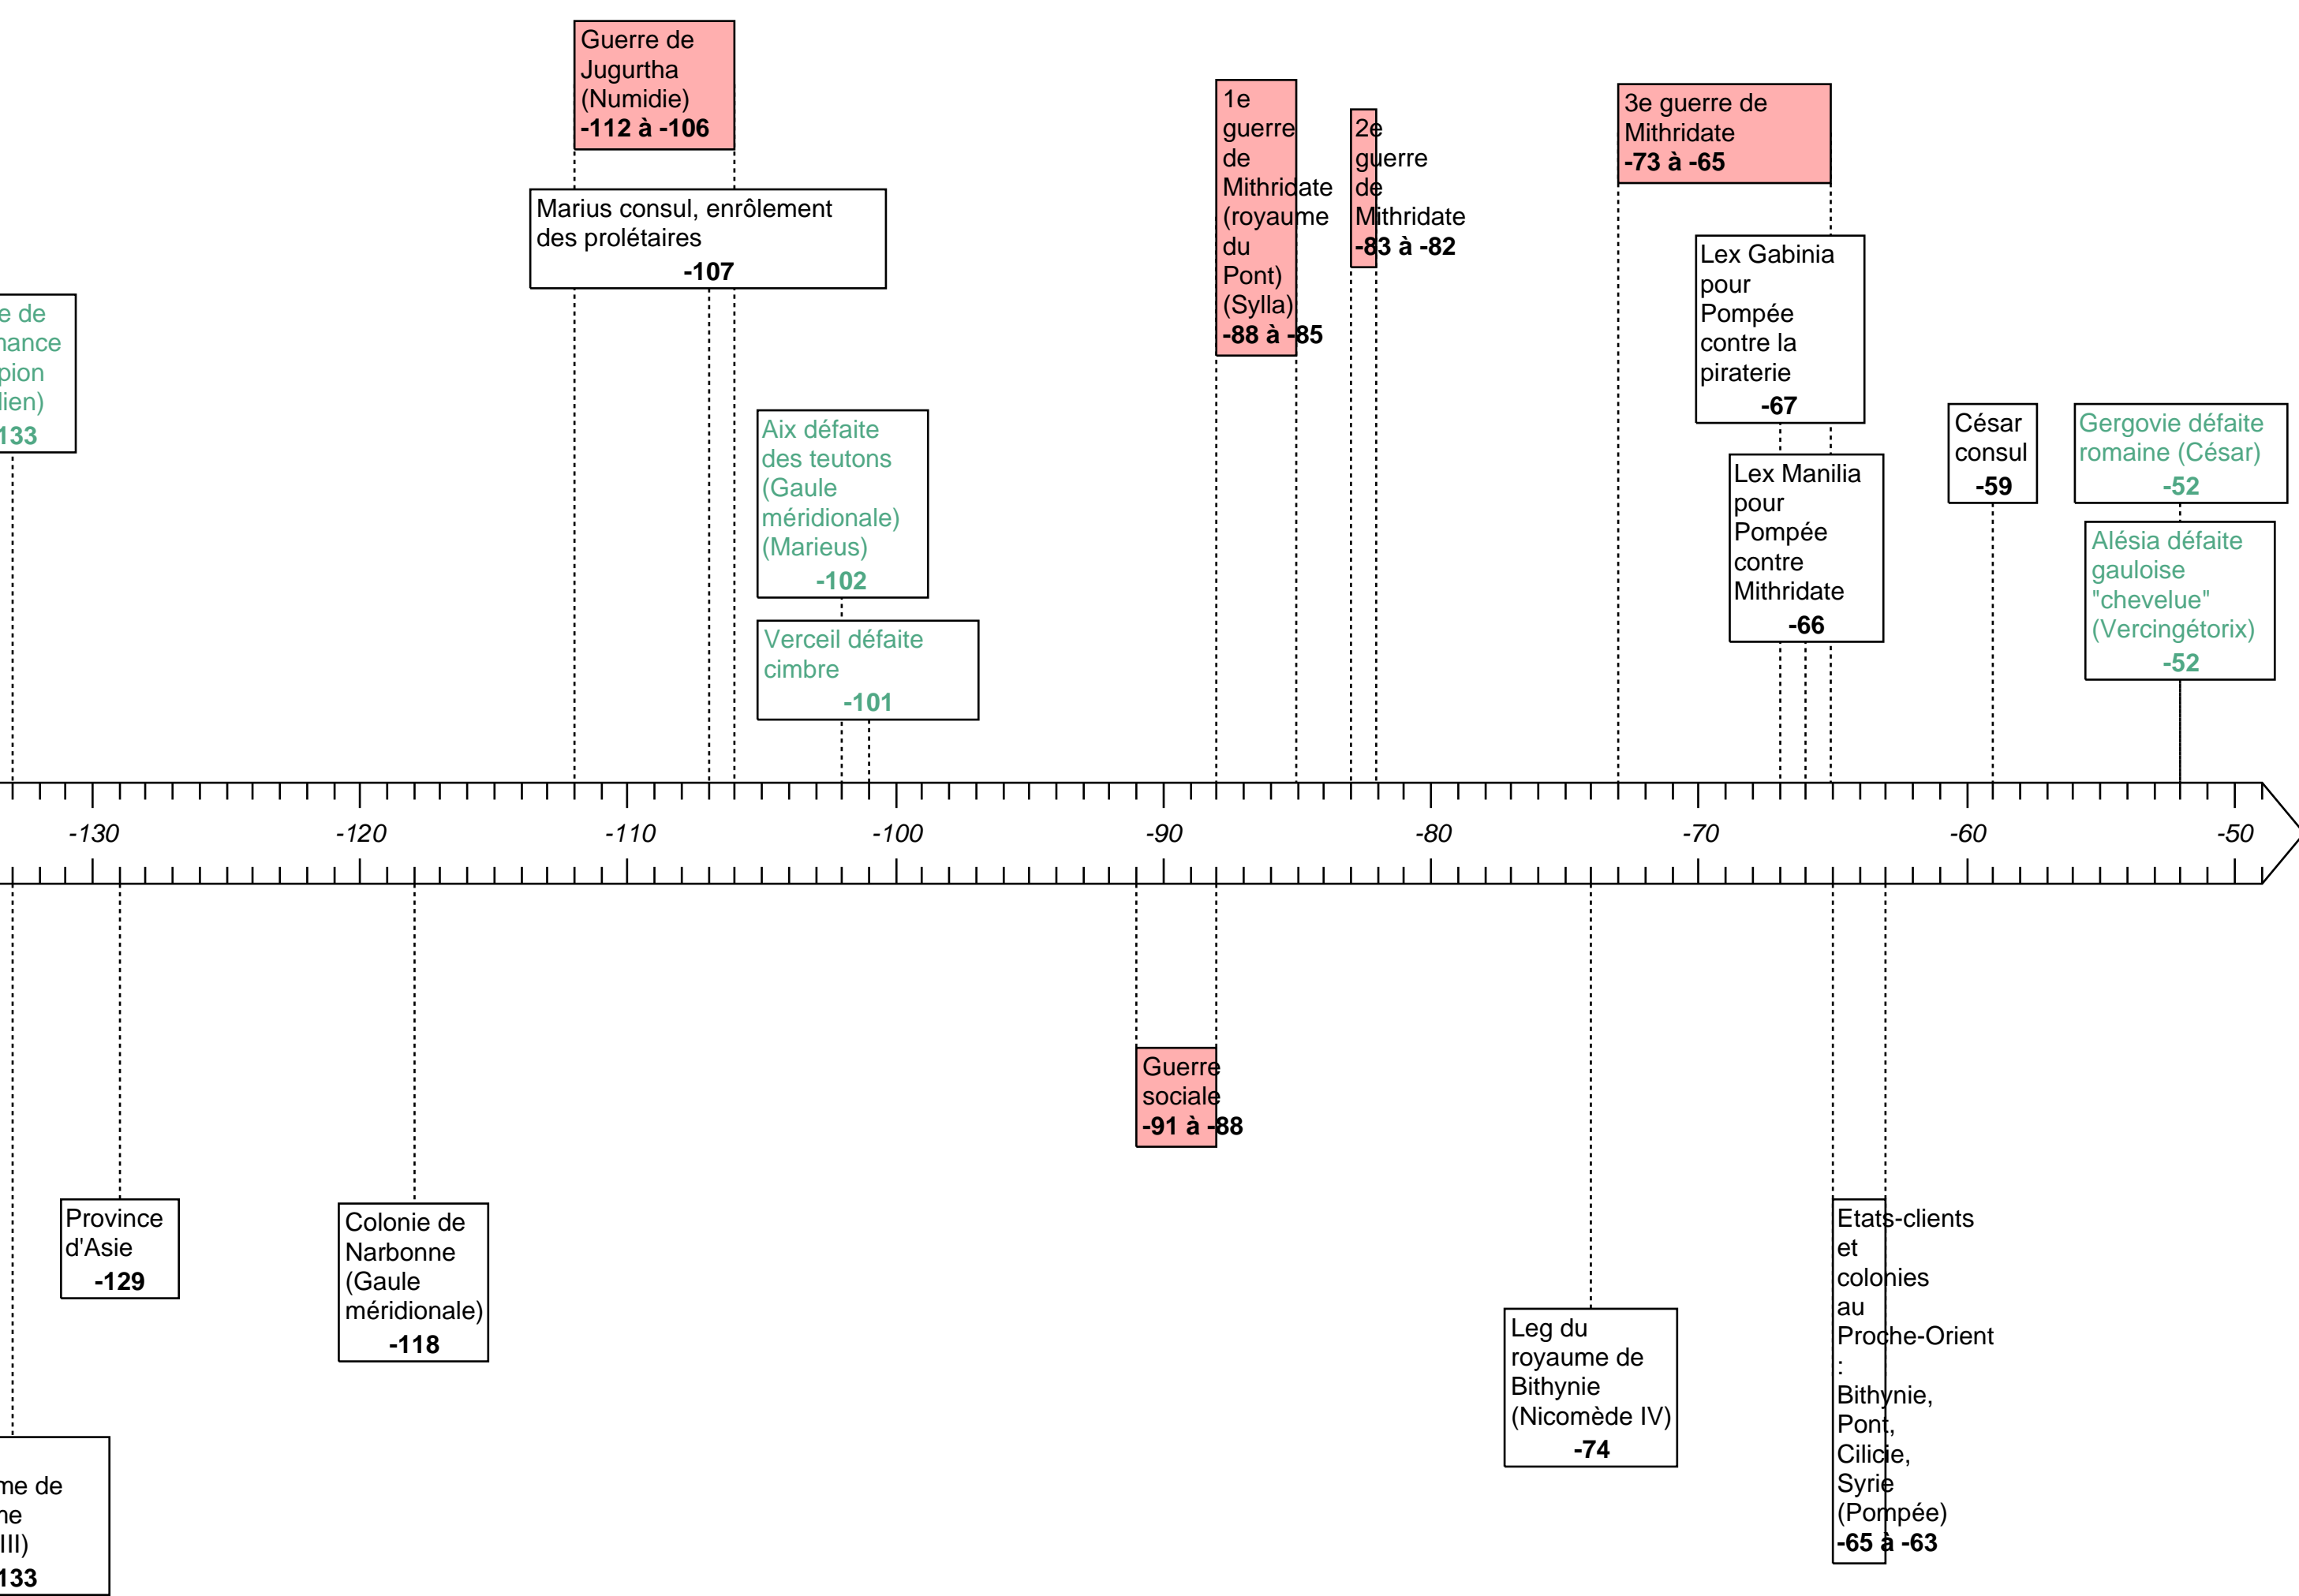 Guerre de
Jugurtha
(Numidie)
-112 à -106
Marius consul, enrôlement
des prolétaires
-107
1e
guerre
de
Mithridate
(royaume
du
Pont)
(Sylla)
-88 à -85
2e
guerre
de
Mithridate
-83 à -82
3e guerre de
Mithridate
-73 à -65
Lex Gabinia
pour
Pompée
contre la
piraterie
-67
Lex Manilia
pour
Pompée
contre
Mithridate
-66
e de
ance
pion
lien)
133
Aix défaite
des teutons
(Gaule
méridionale)
(Marieus)
-102
Verceil défaite
cimbre
-101
César
consul
-59
Gergovie défaite
romaine (César)
-52
Alésia défaite
gauloise
"chevelue"
(Vercingétorix)
-52
-130 -120 -110 -100 -90 -80 -70 -60 -50
Guerre
sociale
-91 à -88
Province
d'Asie
-129
Colonie de
Narbonne
(Gaule
méridionale)
-118
Leg du
royaume de
Bithynie
(Nicomède IV)
-74
Etats-clients
et
colonies
au
Proche-Orient
:
Bithynie,
Pont,
Cilicie,
Syrie
(Pompée)
-65 à -63
me de
ne
III)
133